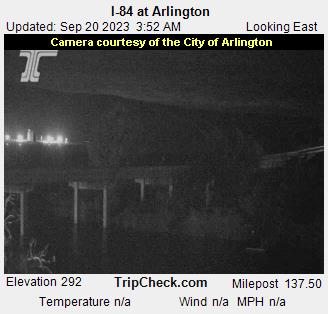 I-84 at Arlington
Updated: Sep 20 2023 3:52 AM Looking East
Camera courtesy of the City of Arlington
Elevation 292 TripCheck.com Milepost 137.50
Temperature n/a Wind n/a MPH n/a